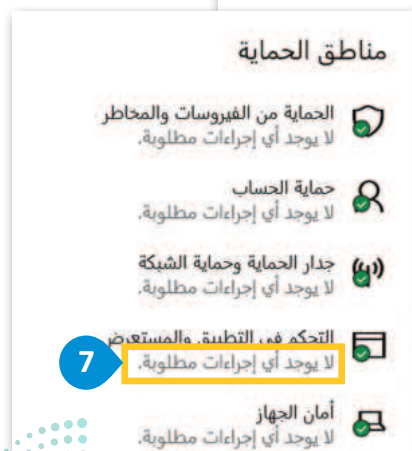 مناطق الحماية
الحماية من الفيروسات والمخاطر
لا يوجد أي إجراءات مطلوبة.
حماية الحساب
لا يوجد أي إجراءات مطلوبة.
جدار الحماية وحماية الشبكة
لا يوجد أي إجراءات مطلوبة.
التحكم في التطبيق والمستعرض
7
لا يوجد أي إجراءات مطلوبة.
أمان الجهاز
لا يوجد أي إجراءات مطلوبة.